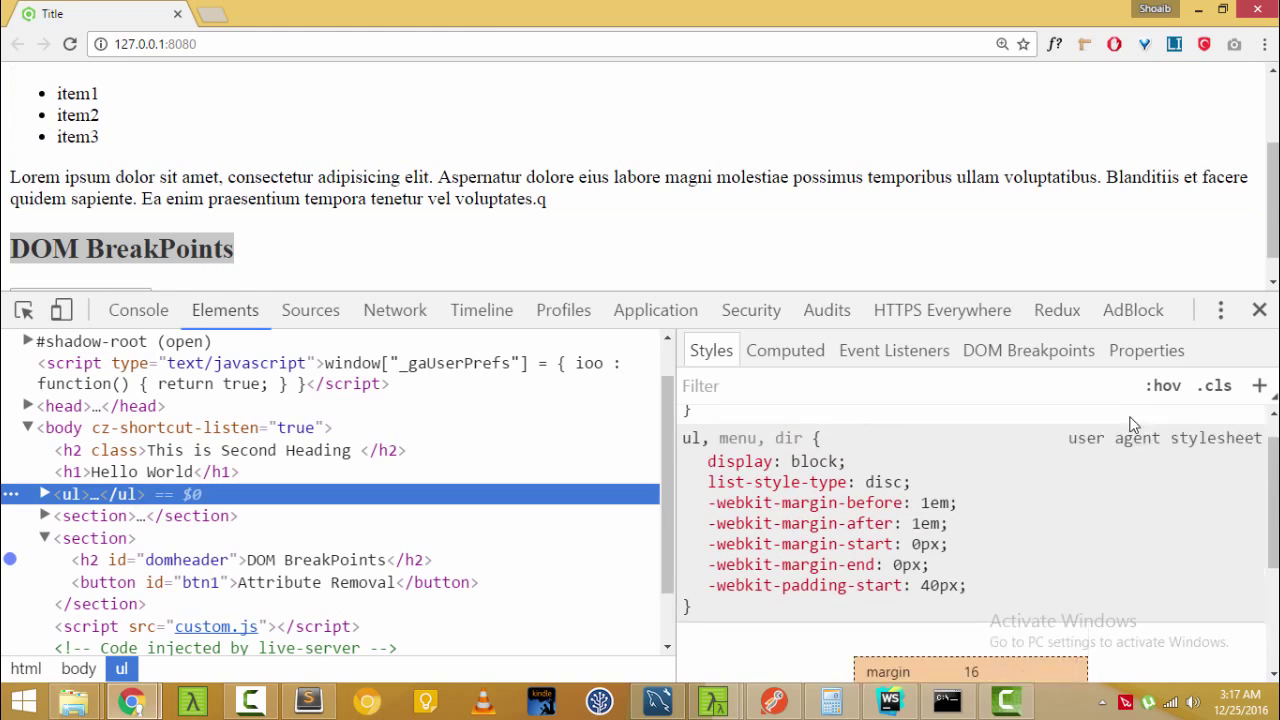 Title
Shoaib
127.0.0.1:8080
f?
LI
item1
item2
item3
Lorem ipsum dolor sit amet, consectetur adipisicing elit. Aspernatur dolore eius labore magni molestiae possimus temporibus ullam voluptatibus. Blanditiis et facere
quidem sapiente. Ea enim praesentium tempora tenetur vel voluptates.q
DOM BreakPoints
Console Elements Sources Network Timeline Profiles Application Security Audits HTTPS Everywhere Redux AdBlock
#shadow-root (open)
<script type="text/javascript">window["_gaUserPrefs"] = { ioo :
function() { return true; } }</script>
<head>…</head>
<body cz-shortcut-listen="true">
<h2 class>This is Second Heading </h2>
<h1>Hello World</h1>
<ul>…</ul> == $0
<section>…</section>
<section>
<h2 id="domheader">DOM BreakPoints</h2>
<button id="btn1">Attribute Removal</button>
</section>
<script src="custom.js"></script>
<!-- Code injected by live-server -->
html body ul
Styles Computed Event Listeners DOM Breakpoints Properties
Filter :hov .cls +
}
ul, menu, dir { user agent stylesheet
display: block;
list-style-type: disc;
-webkit-margin-before: 1em;
-webkit-margin-after: 1em;
-webkit-margin-start: 0px;
-webkit-margin-end: 0px;
-webkit-padding-start: 40px;
}
Activate Windows
Go to PC settings to activate Windows.
margin 16
kindle
WS
3:17 AM
12/25/2016